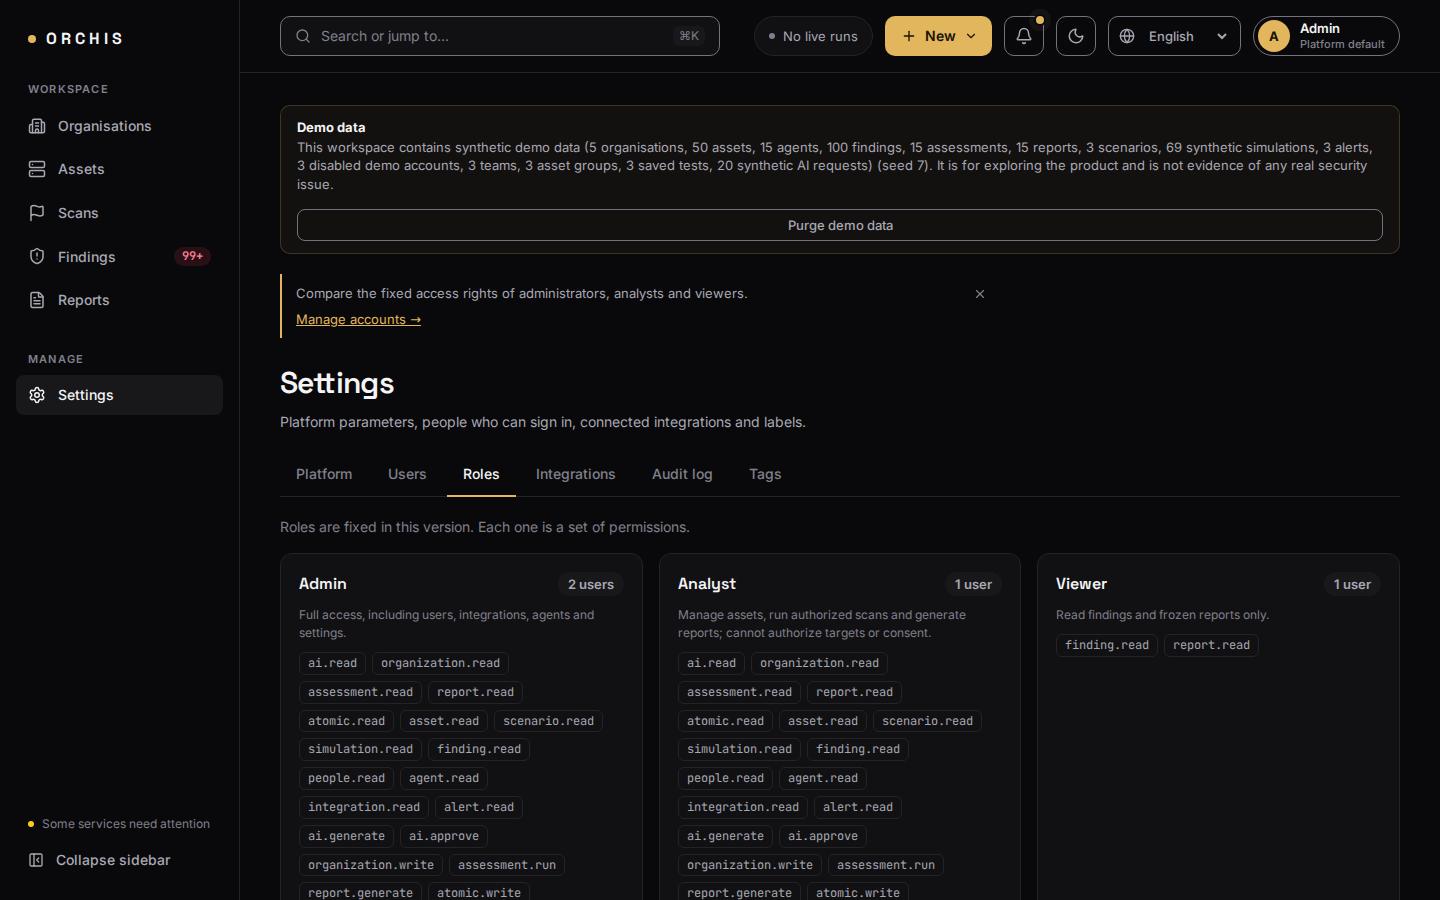 ORCHIS
WORKSPACE
Organisations
Assets
Scans
Findings 99+
Reports
MANAGE
Settings
Some services need attention
Collapse sidebar
Search or jump to... ⌘K
No live runs
New
English
A
Admin
Platform default
Demo data
This workspace contains synthetic demo data (5 organisations, 50 assets, 15 agents, 100 findings, 15 assessments, 15 reports, 3 scenarios, 69 synthetic simulations, 3 alerts,
3 disabled demo accounts, 3 teams, 3 asset groups, 3 saved tests, 20 synthetic AI requests) (seed 7). It is for exploring the product and is not evidence of any real security
issue.
Purge demo data
Compare the fixed access rights of administrators, analysts and viewers.
Manage accounts →
Settings
Platform parameters, people who can sign in, connected integrations and labels.
Platform Users Roles Integrations Audit log Tags
Roles are fixed in this version. Each one is a set of permissions.
Admin 2 users
Full access, including users, integrations, agents and
settings.
ai.read organization.read
assessment.read report.read
atomic.read asset.read scenario.read
simulation.read finding.read
people.read agent.read
integration.read alert.read
ai.generate ai.approve
organization.write assessment.run
report.generate atomic.write
Analyst 1 user
Manage assets, run authorized scans and generate
reports; cannot authorize targets or consent.
ai.read organization.read
assessment.read report.read
atomic.read asset.read scenario.read
simulation.read finding.read
people.read agent.read
integration.read alert.read
ai.generate ai.approve
organization.write assessment.run
report.generate atomic.write
Viewer 1 user
Read findings and frozen reports only.
finding.read report.read